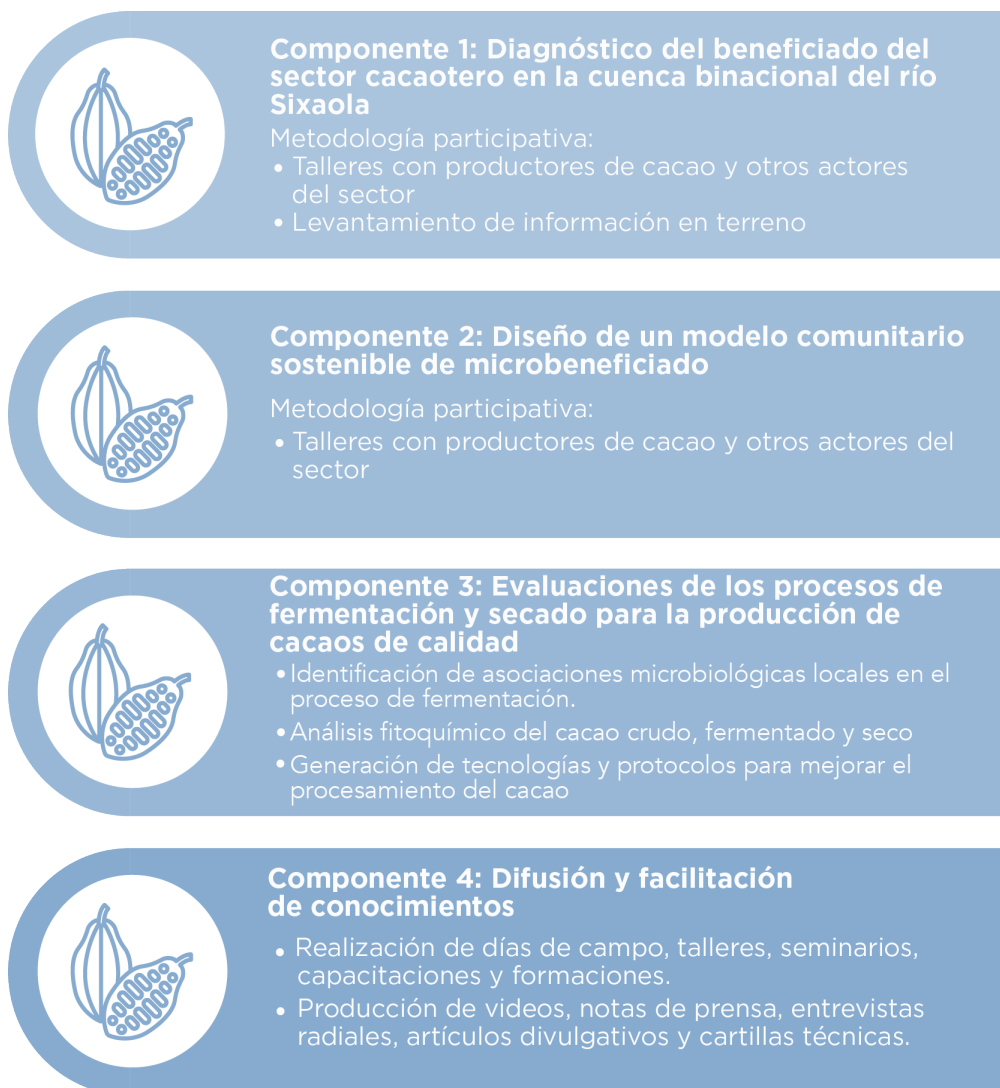 Componente 1: Diagnóstico del beneficiado del
sector cacaotero en la cuenca binacional del río
Sixaola
Metodología participativa:
• Talleres con productores de cacao y otros actores
del sector
• Levantamiento de información en terreno
Componente 2: Diseño de un modelo comunitario
sostenible de microbeneficiado
Metodología participativa:
• Talleres con productores de cacao y otros actores del
sector
Componente 3: Evaluaciones de los procesos de
fermentación y secado para la producción de
cacaos de calidad
• Identificación de asociaciones microbiológicas locales en el
proceso de fermentación.
• Análisis fitoquímico del cacao crudo, fermentado y seco
• Generación de tecnologías y protocolos para mejorar el
procesamiento del cacao
Componente 4: Difusión y facilitación
de conocimientos
• Realización de días de campo, talleres, seminarios,
capacitaciones y formaciones.
• Producción de videos, notas de prensa, entrevistas
radiales, artículos divulgativos y cartillas técnicas.